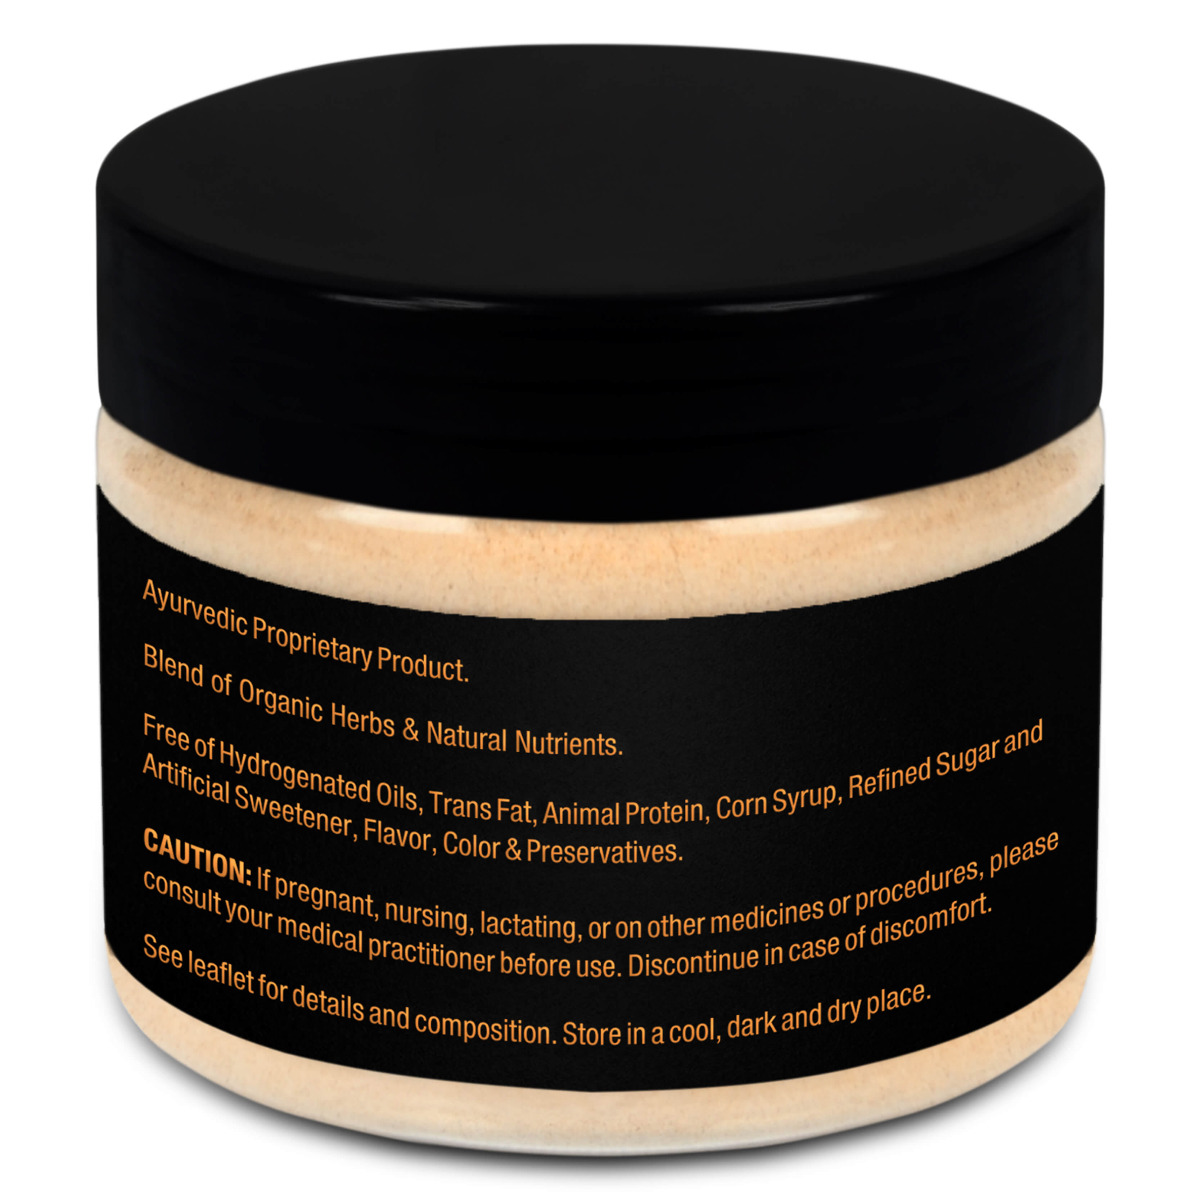 Ayurvedic Proprietary Product.
Blend of Organic Herbs & Natural Nutrients.
Free of Hydrogenated Oils, Trans Fat, Animal Protein, Corn Syrup, Refined Sugar and
Artificial Sweetener, Flavor, Color & Preservatives.
CAUTION: If pregnant, nursing, lactating, or on other medicines or procedures, please
consult your medical practitioner before use. Discontinue in case of discomfort.
See leaflet for details and composition. Store in a cool, dark and dry place.